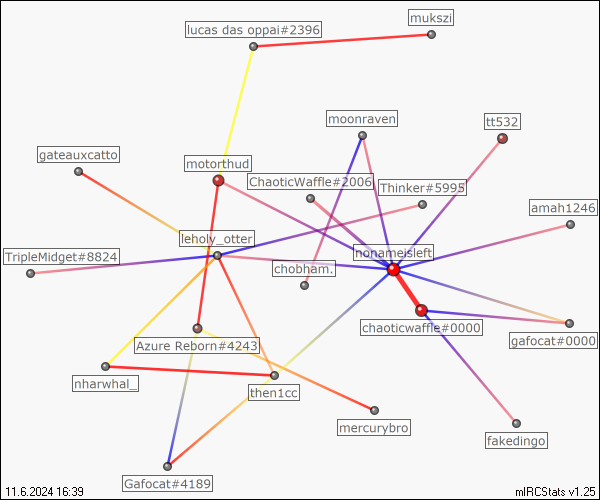 lucas das oppai#2396
mukszi
moonraven
tt532
gateauxcatto
motorthud
ChaoticWaffle#2006
Thinker#5995
amah1246
leholy_otter
TripleMidget#8824
nonameisleft
chobham.
chaoticwaffle#0000
gafocat#0000
Azure Reborn#4243
nharwhal_
then1cc
mercurybro
fakedingo
Gafocat#4189
11.6.2024 16:39
mIRCStats v1.25